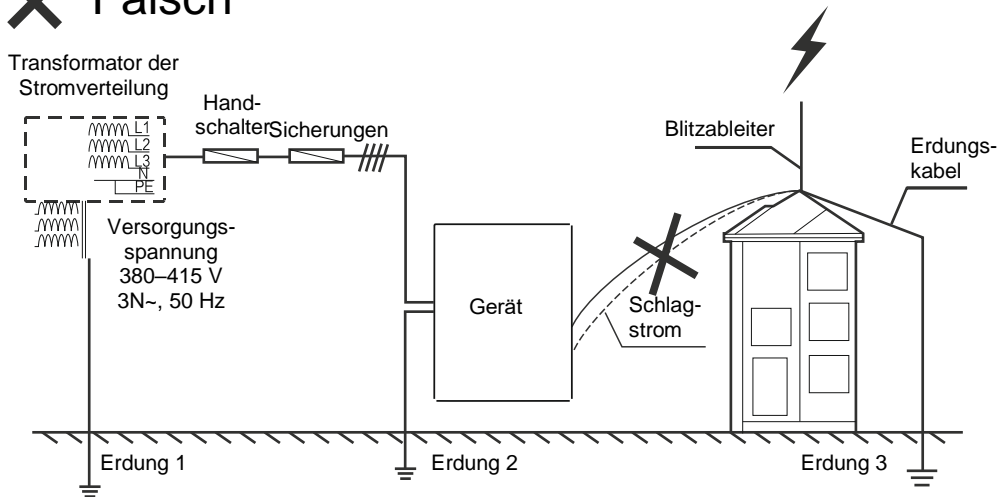 Falsch
Transformator der
Stromverteilung
Hand-
schalter
Sicherungen
L1
L2
L3
N
PE
Versorgungs-
spannung
380–415 V
3N~, 50 Hz
Gerät
Blitzableiter
Erdungs-
kabel
Schlag-
strom
Erdung 1
Erdung 2
Erdung 3